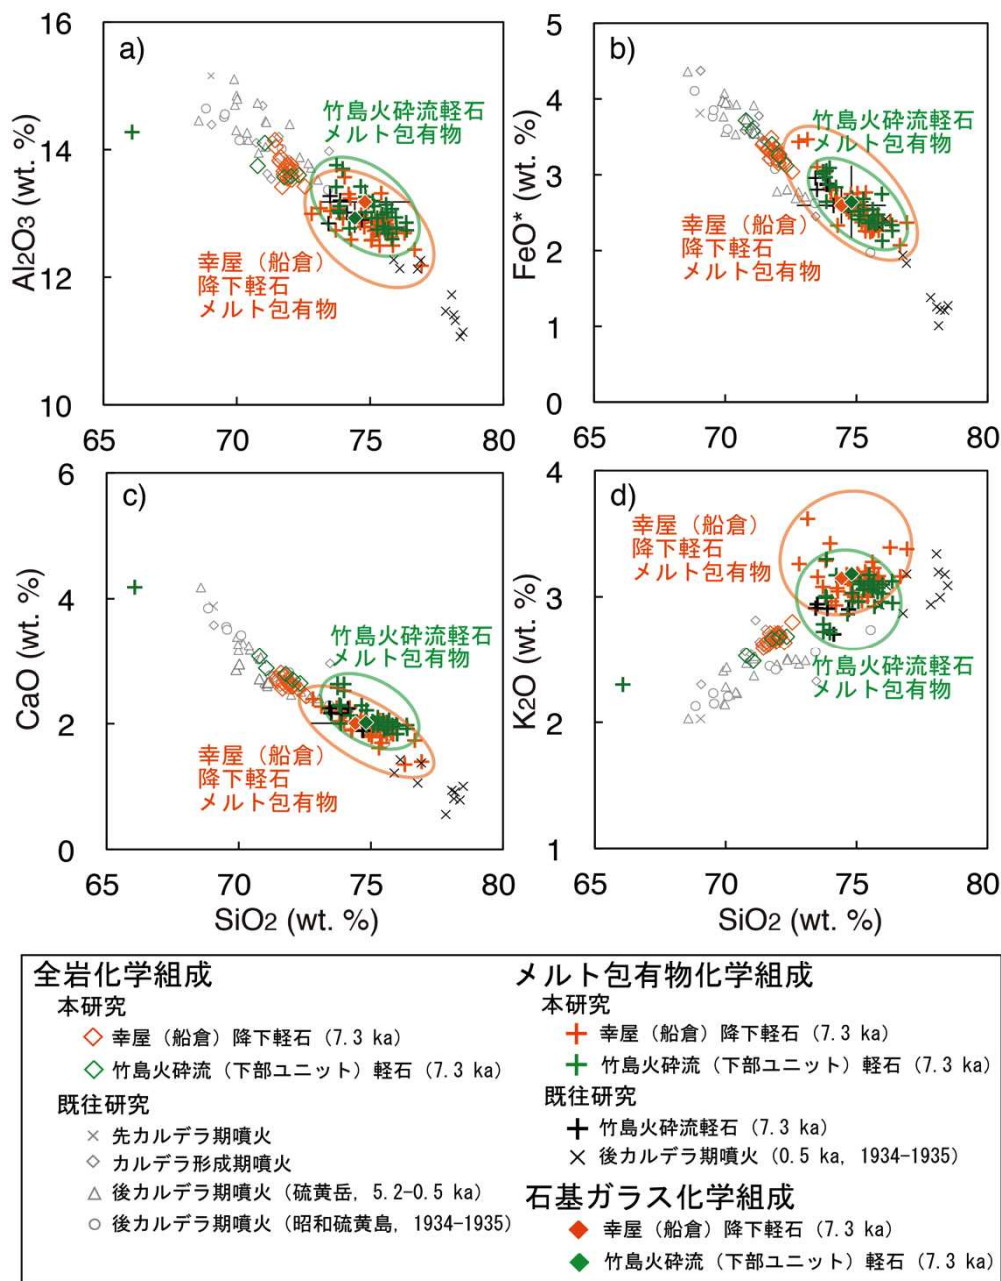 16
14
12
10
Al2O3 (wt. %)
a)
竹島火砕流軽石
メルト包有物
幸屋（船倉）
降下軽石
メルト包有物
65
70
75
80
5
4
3
2
1
0
FeO* (wt. %)
b)
竹島火砕流軽石
メルト包有物
幸屋（船倉）
降下軽石
メルト包有物
65
70
75
80
6
4
2
0
CaO (wt. %)
c)
竹島火砕流軽石
メルト包有物
幸屋（船倉）
降下軽石
メルト包有物
65
70
75
80
SiO2 (wt. %)
4
3
2
1
K2O (wt. %)
d)
幸屋（船倉）
降下軽石
メルト包有物
竹島火砕流軽石
メルト包有物
65
70
75
80
SiO2 (wt. %)
全岩化学組成
本研究
幸屋（船倉）降下軽石 (7.3 ka)
竹島火砕流（下部ユニット）軽石 (7.3 ka)
既往研究
先カルデラ期噴火
カルデラ形成期噴火
後カルデラ期噴火（硫黄岳, 5.2-0.5 ka）
後カルデラ期噴火（昭和硫黄島, 1934-1935）
メルト包有物化学組成
本研究
幸屋（船倉）降下軽石 (7.3 ka)
竹島火砕流（下部ユニット）軽石 (7.3 ka)
既往研究
竹島火砕流軽石 (7.3 ka)
後カルデラ期噴火 (0.5 ka, 1934-1935)
石基ガラス化学組成
幸屋（船倉）降下軽石 (7.3 ka)
竹島火砕流（下部ユニット）軽石 (7.3 ka)